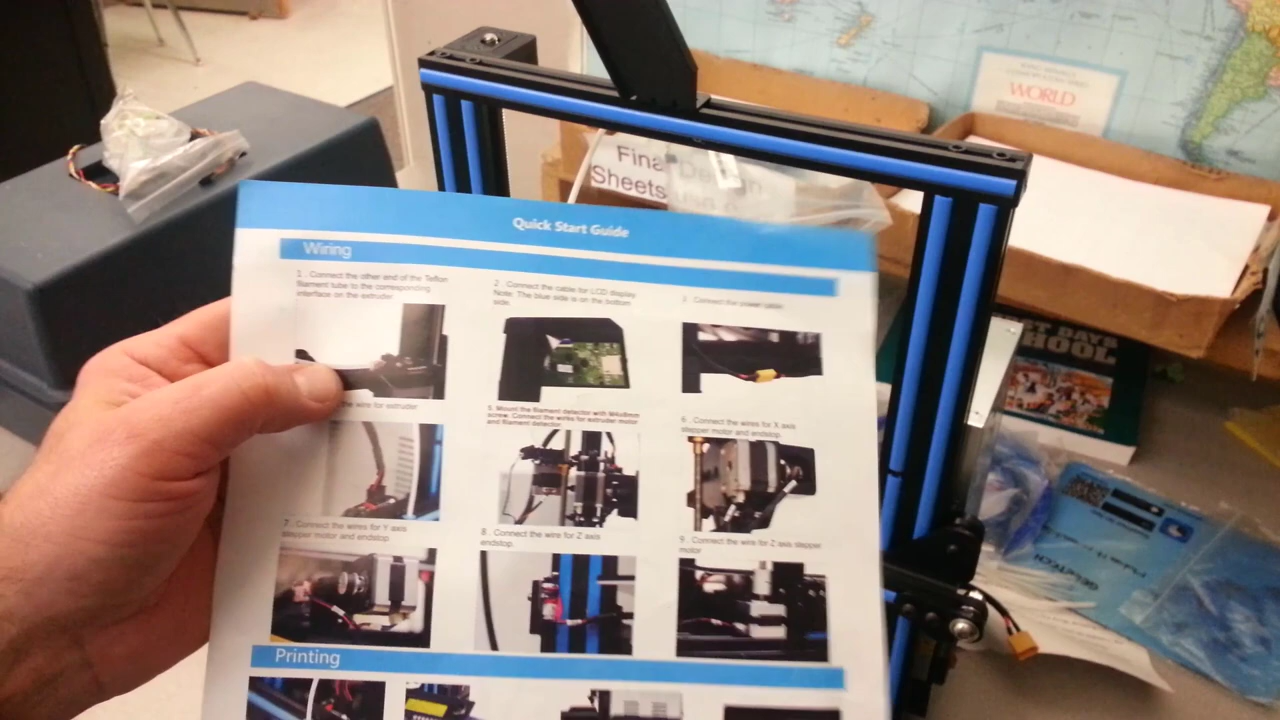 WORLD
Final Design
Sheets
Quick Start Guide
Wiring
1 . Connect the other end of the Teflon
filament tube to the corresponding
interface on the extruder.
2 . Connect the cable for LCD display.
Note: The blue side is on the bottom
side.
3 . Connect the power cable.
the wire for extruder
5. Mount the filament detector with M4x8mm
screw. Connect the wires for extruder motor
and filament detector.
6 . Connect the wires for X axis
stepper motor and endstop.
7 . Connect the wires for Y axis
stepper motor and endstop.
8 . Connect the wire for Z axis
endstop.
9 . Connect the wire for Z axis stepper
motor
Printing
DAYS
HOOL
GEEETECH